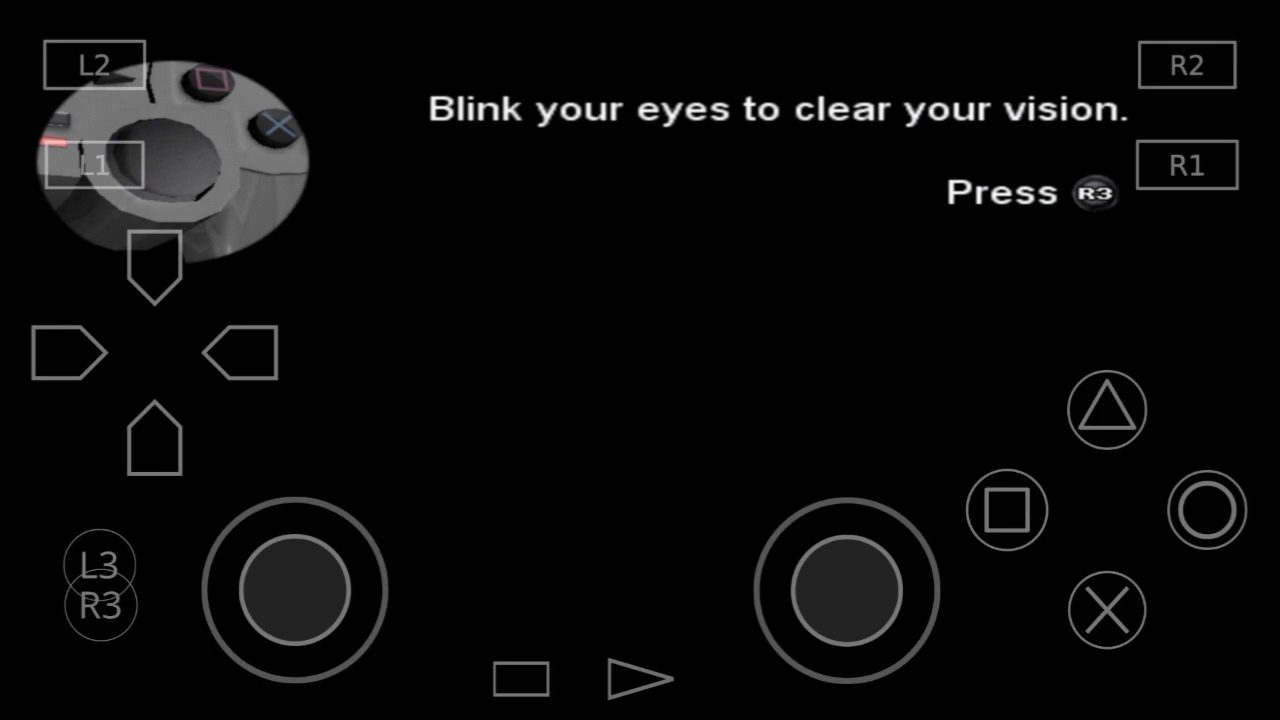 L2
R2
Blink your eyes to clear your vision.
L1
R1
Press R3
L3
R3